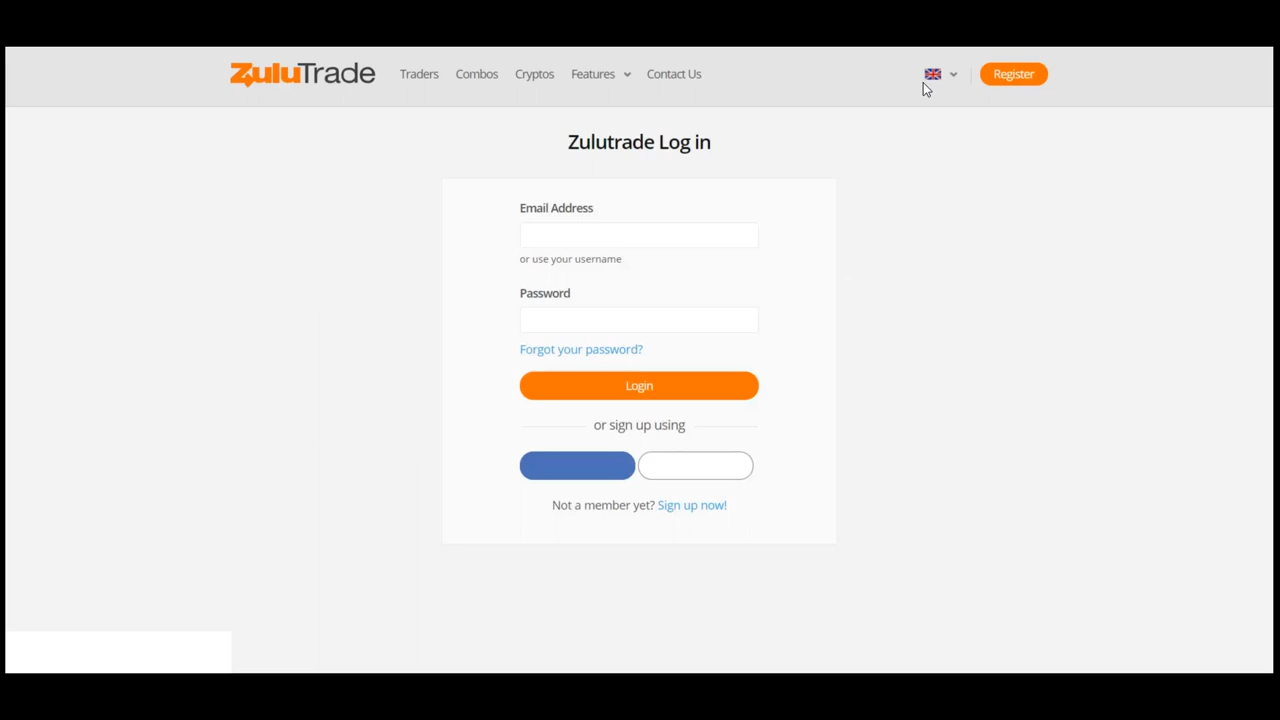 ZuluTrade Traders Combos Cryptos Features Contact Us Register
Zulutrade Log in
Email Address
or use your username
Password
Forgot your password?
Login
or sign up using
Not a member yet? Sign up now!